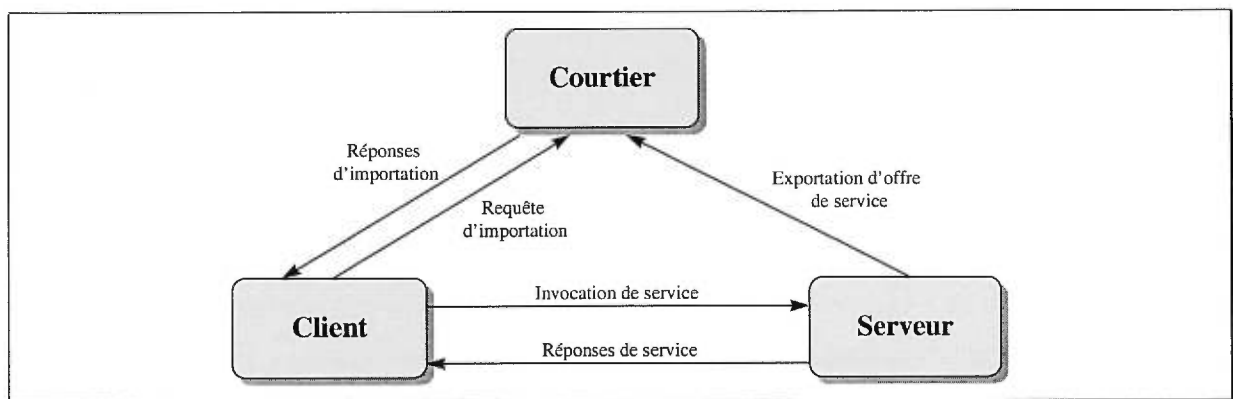 Courtier
Réponses
d’importation
Requête
d’importation
Exportation d’offre
de service
Invocation de service
Client
Serveur
Réponses de service